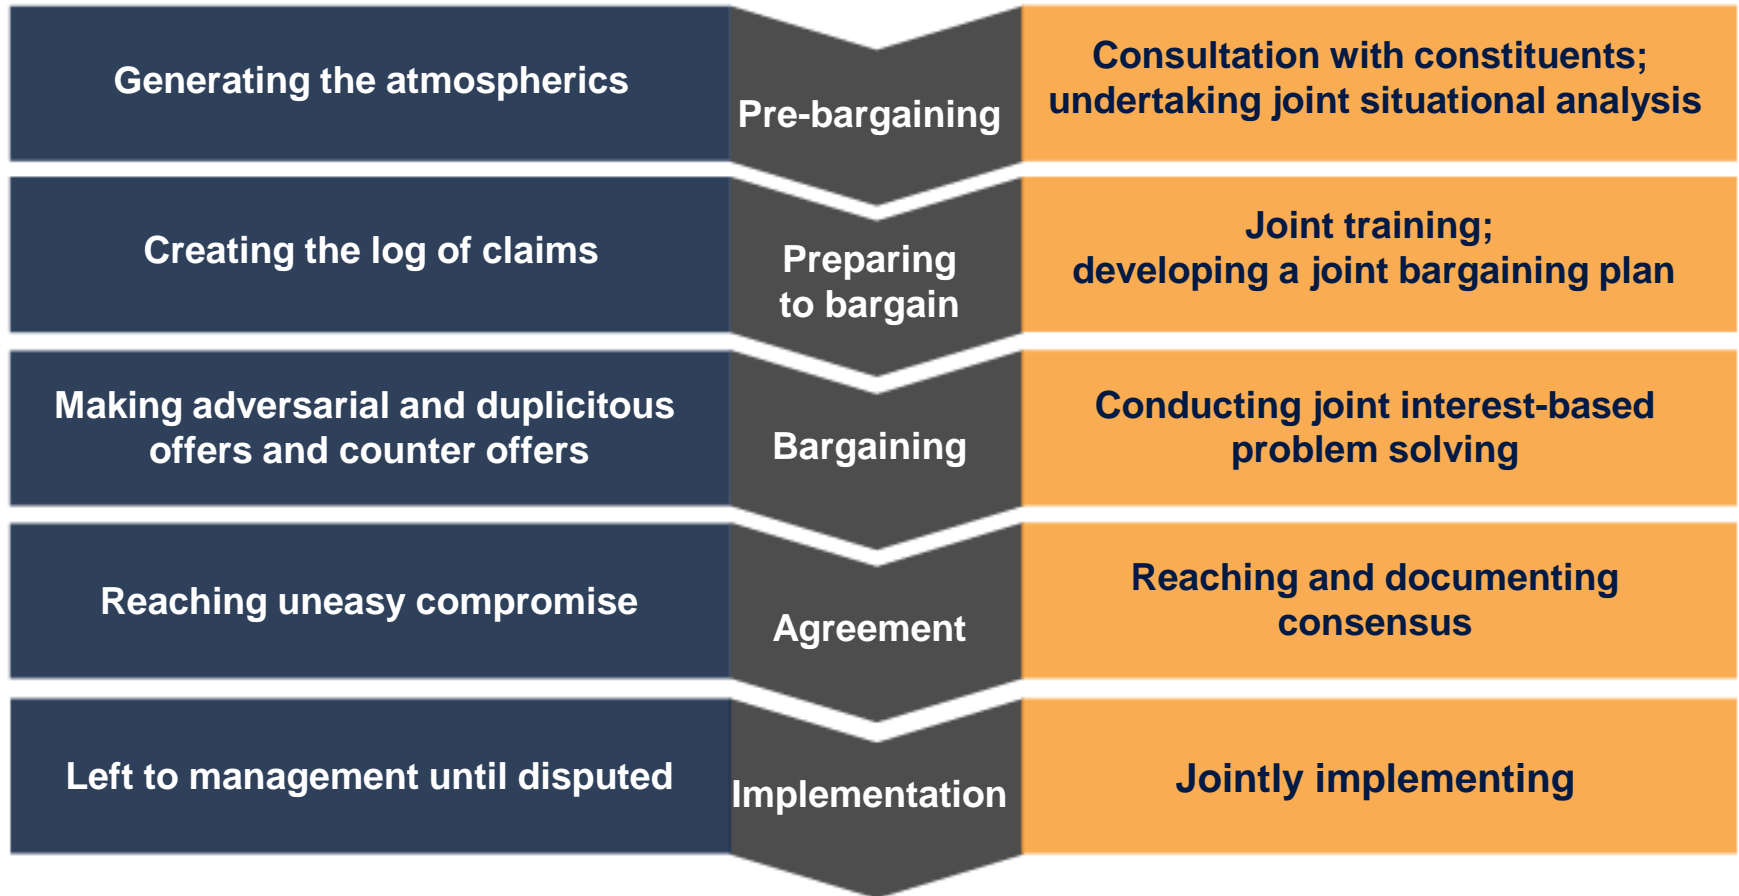 Generating the atmospherics
Pre-bargaining
Consultation with constituents;
undertaking joint situational analysis
Creating the log of claims
Preparing
to bargain
Joint training;
developing a joint bargaining plan
Making adversarial and duplicitous
offers and counter offers
Bargaining
Conducting joint interest-based
problem solving
Reaching uneasy compromise
Agreement
Reaching and documenting
consensus
Left to management until disputed
Implementation
Jointly implementing